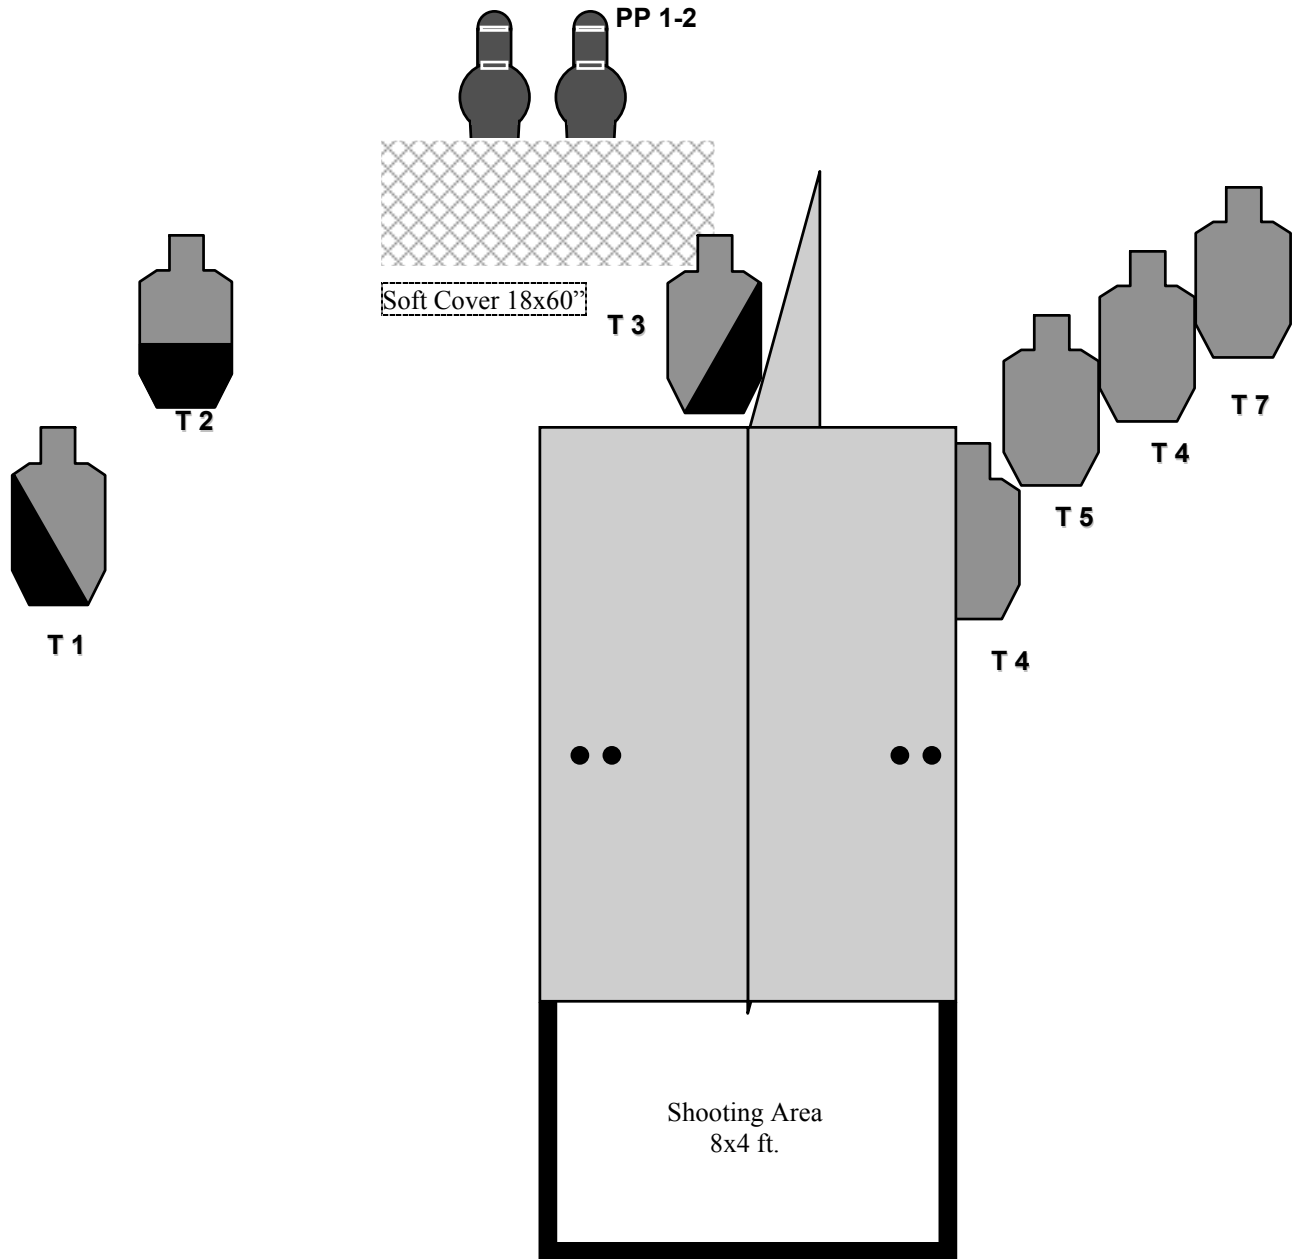 PP 1-2
Soft Cover 18x60”
T 3
T 2
T 7
T 4
T 5
T 1
T 4
Shooting Area
8x4 ft.